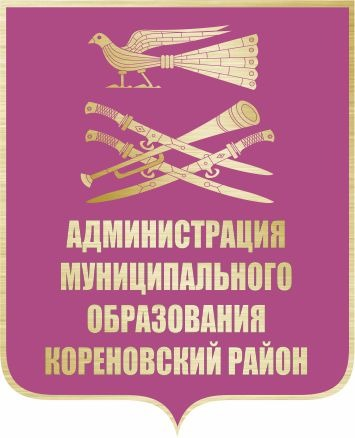 АДМИНИСТРАЦИЯ
МУНИЦИПАЛЬНОГО
ОБРАЗОВАНИЯ
КОРЕНОВСКИЙ РАЙОН